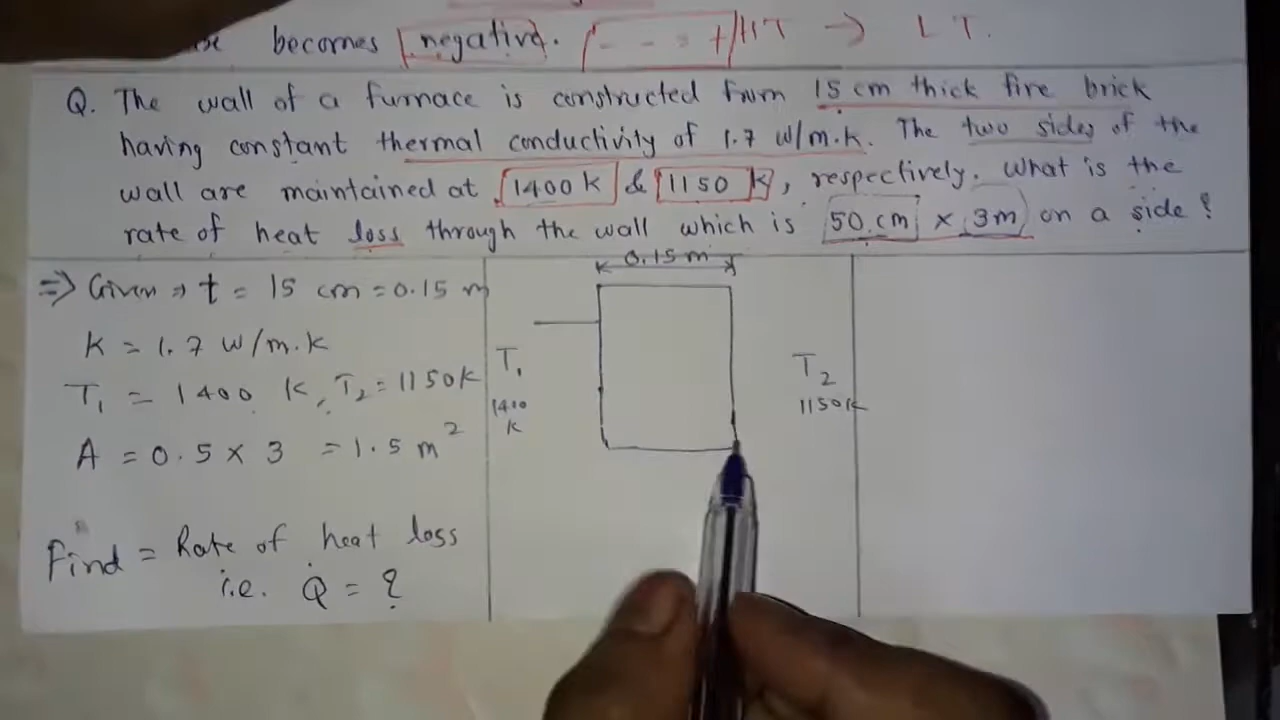 becomes negative. (- - = + / HT → LT.
Q. The wall of a furnace is constructed from 15 cm thick fire brick
having constant thermal conductivity of 1.7 W/m.K. The two sides of the
wall are maintained at 1400 K & 1150 K, respectively. What is the
rate of heat loss through the wall which is 50 cm × 3m on a side?
⇒ Given ⇒ t = 15 cm = 0.15 m
K = 1.7 W/m.K
T₁ = 1400 K, T₂ = 1150K
A = 0.5 × 3 = 1.5 m²
Find = Rate of heat loss
i.e. Q̇ = ?
0.15 m
T₁
1400
K
T₂
1150K